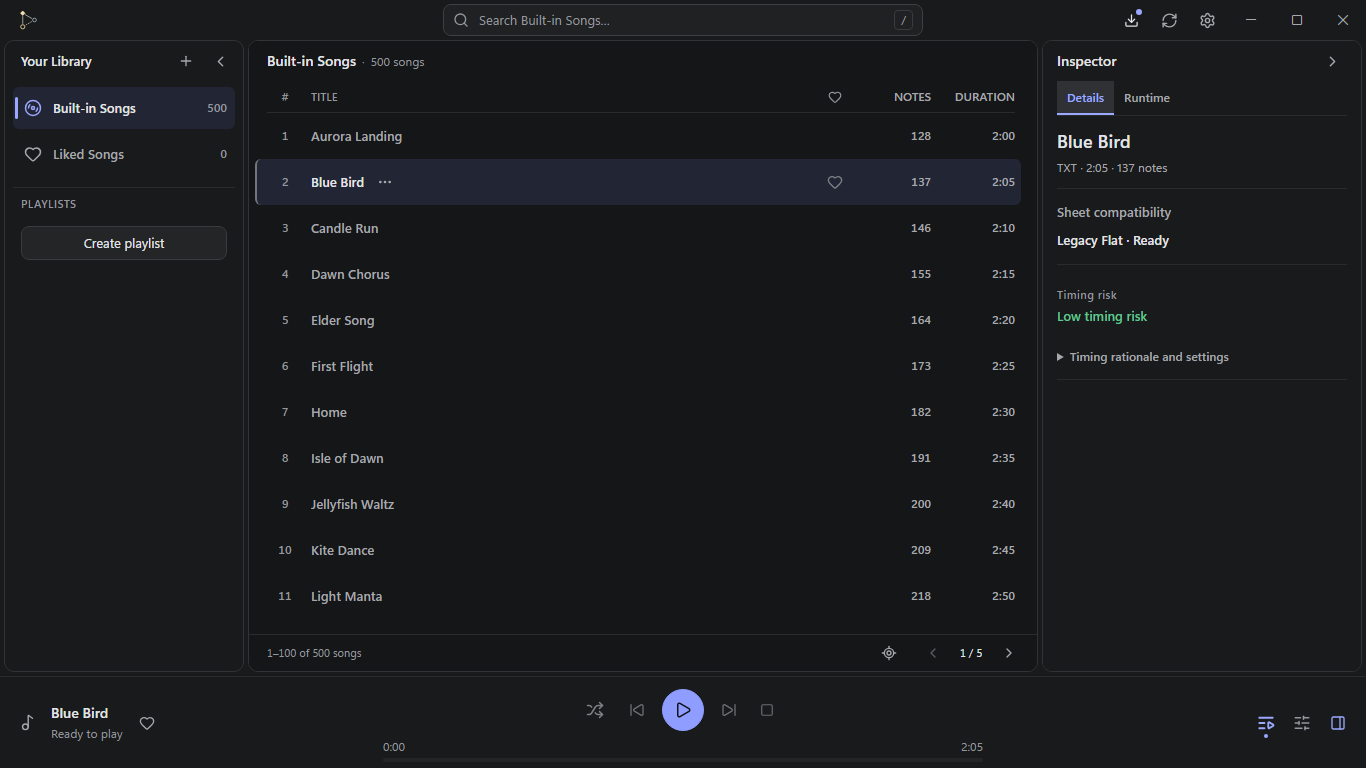 Search Built-in Songs... /
Your Library
Built-in Songs 500
Liked Songs 0
PLAYLISTS
Create playlist
Built-in Songs · 500 songs
# TITLE NOTES DURATION
1 Aurora Landing 128 2:00
2 Blue Bird ··· 137 2:05
3 Candle Run 146 2:10
4 Dawn Chorus 155 2:15
5 Elder Song 164 2:20
6 First Flight 173 2:25
7 Home 182 2:30
8 Isle of Dawn 191 2:35
9 Jellyfish Waltz 200 2:40
10 Kite Dance 209 2:45
11 Light Manta 218 2:50
1–100 of 500 songs 1 / 5
Inspector
Details Runtime
Blue Bird
TXT · 2:05 · 137 notes
Sheet compatibility
Legacy Flat · Ready
Timing risk
Low timing risk
Timing rationale and settings
Blue Bird
Ready to play
0:00 2:05